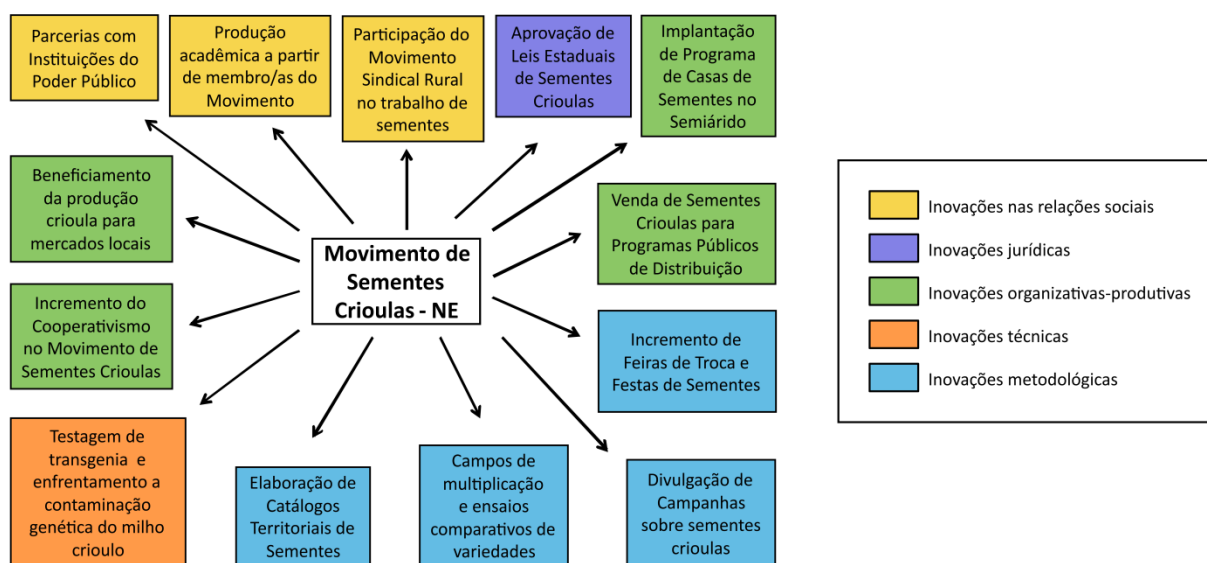 Parcerias com
Instituições do
Poder Público
Produção
acadêmica a partir
de membro/as do
Movimento
Participação do
Movimento
Sindical Rural
no trabalho de
sementes
Aprovação de
Leis Estaduais
de Sementes
Crioulas
Implantação
de Programa
de Casas de
Sementes no
Semiárido
Beneficiamento
da produção
crioula para
mercados locais
Venda de Sementes
Crioulas para
Programas Públicos
de Distribuição
Movimento de
Sementes
Crioulas - NE
Incremento do
Cooperativismo
no Movimento de
Sementes Crioulas
Incremento de
Feiras de Troca e
Festas de Sementes
Testagem de
transgenia e
enfrentamento a
contaminação
genética do milho
crioulo
Elaboração de
Catálogos
Territoriais de
Sementes
Campos de
multiplicação
e ensaios
comparativos de
variedades
Divulgação de
Campanhas
sobre sementes
crioulas
Inovações nas relações sociais
Inovações jurídicas
Inovações organizativas-produtivas
Inovações técnicas
Inovações metodológicas